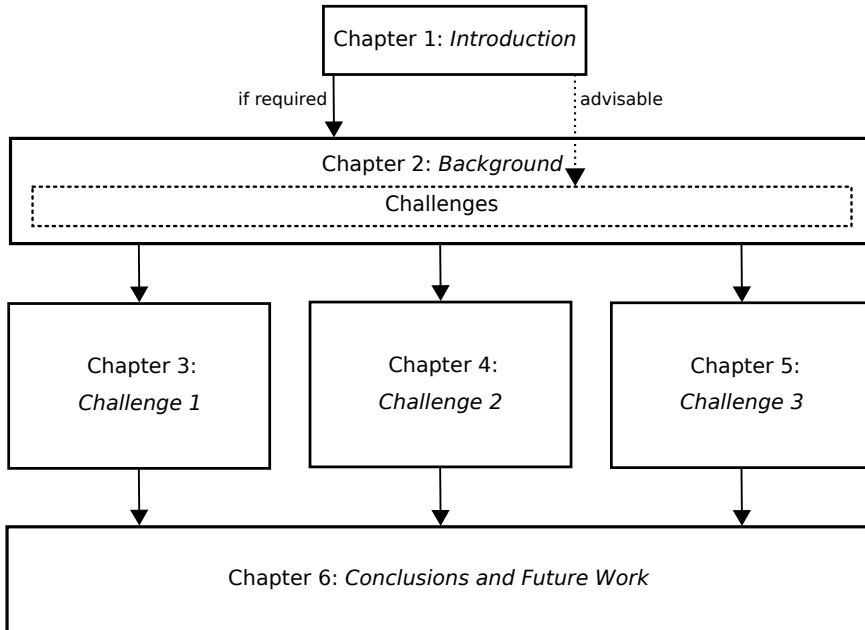 Chapter 1: Introduction
if required
advisable
Chapter 2: Background
Challenges
Chapter 3:
Challenge 1
Chapter 4:
Challenge 2
Chapter 5:
Challenge 3
Chapter 6: Conclusions and Future Work